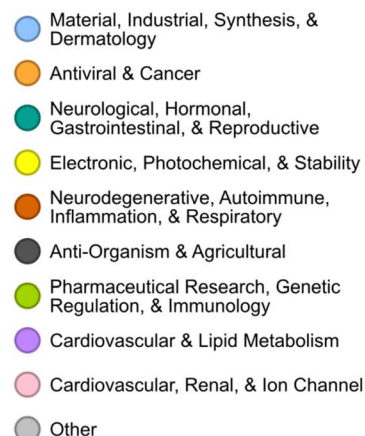 Material, Industrial, Synthesis, &
Dermatology
Antiviral & Cancer
Neurological, Hormonal,
Gastrointestinal, & Reproductive
Electronic, Photochemical, & Stability
Neurodegenerative, Autoimmune,
Inflammation, & Respiratory
Anti-Organism & Agricultural
Pharmaceutical Research, Genetic
Regulation, & Immunology
Cardiovascular & Lipid Metabolism
Cardiovascular, Renal, & Ion Channel
Other